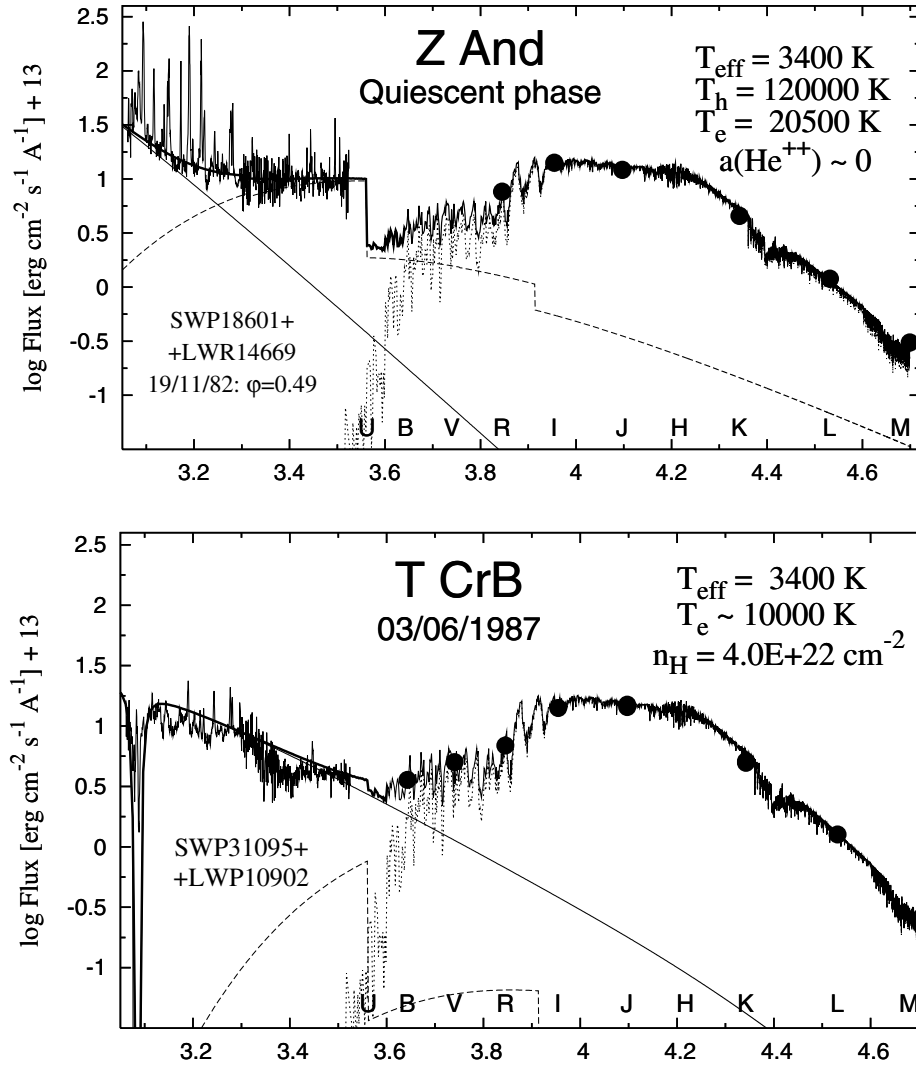 Z And
Quiescent phase
T_eff = 3400 K
T_h = 120000 K
T_e = 20500 K
a(He^++) ~ 0
log Flux [erg cm^-2 s^-1 A^-1] + 13
2.5
2
1.5
1
0.5
0
-0.5
-1
SWP18601+
+LWR14669
19/11/82: φ=0.49
U B V R I J H K L M
3.2 3.4 3.6 3.8 4 4.2 4.4 4.6
T CrB
03/06/1987
T_eff = 3400 K
T_e ~ 10000 K
n_H = 4.0E+22 cm^-2
log Flux [erg cm^-2 s^-1 A^-1] + 13
2.5
2
1.5
1
0.5
0
-0.5
-1
SWP31095+
+LWP10902
U B V R I J H K L M
3.2 3.4 3.6 3.8 4 4.2 4.4 4.6